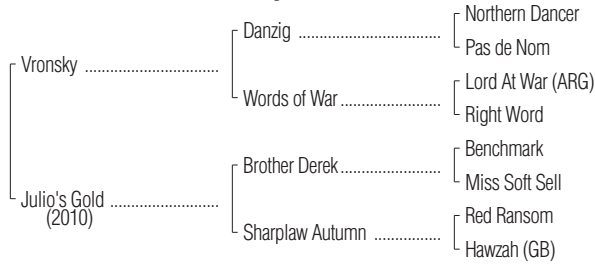 Northern Dancer
Danzig ..................................
Pas de Nom
Vronsky ................................
Lord At War (ARG)
Words of War........................
Right Word
Benchmark
Brother Derek........................
Miss Soft Sell
Julio's Gold ..........................
(2010)
Red Ransom
Sharplaw Autumn ................
Hawzah (GB)